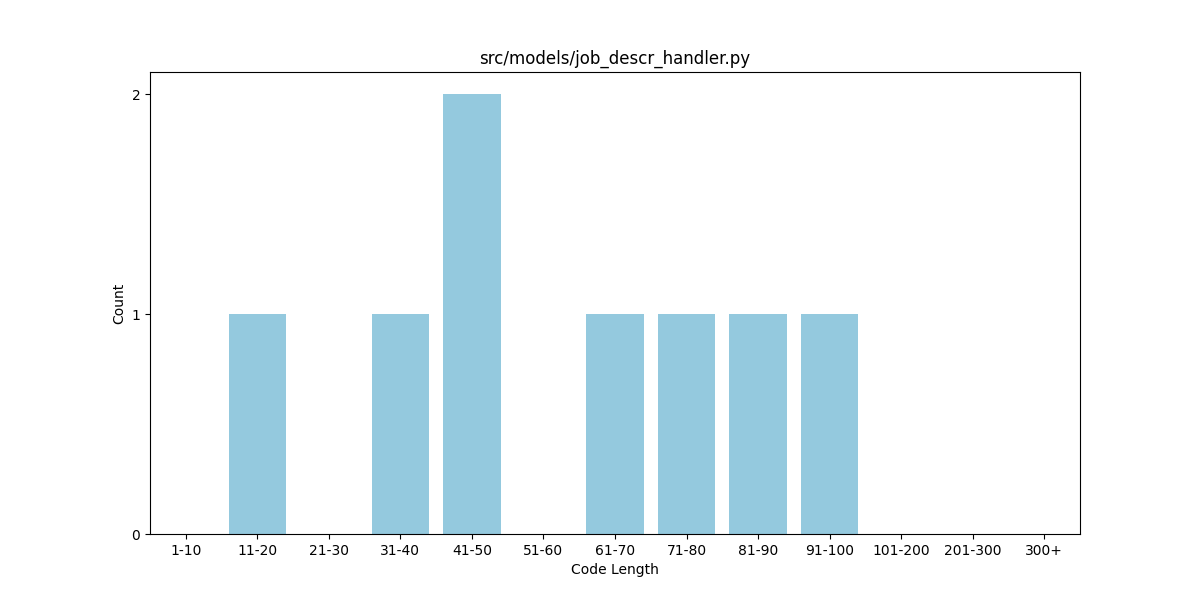 src/models/job_descr_handler.py
Count
2
1
0
1-10 11-20 21-30 31-40 41-50 51-60 61-70 71-80 81-90 91-100 101-200 201-300 300+
Code Length